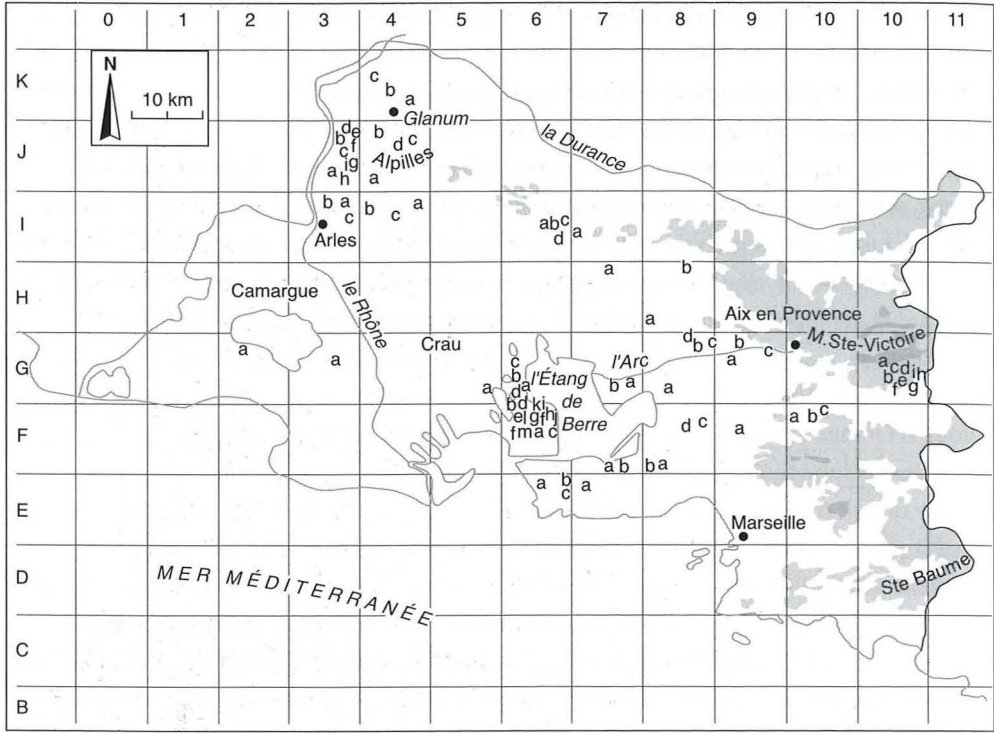 0 1 2 3 4 5 6 7 8 9 10 11
N
10 km
K
c
b
a
Glanum
J
d e
b f
c
i g
a
h
b
d c
Alpilles
a
la Durance
I
b a
c
b
c
a
Arles
a b c
d
a
H
Camargue
le Rhône
a
b
a
Aix en Provence
G
a
a
Crau
a
c
b
a
d
l'Étang
de
Berre
l'Arc
b a
a
d
b
c
b
a
c
M. Ste-Victoire
a c d i h
b e g
f
F
b d k i
e l g f h j
f m a c
a b
b a
d c
a
a b c
E
a
b
c
a
Marseille
D
MER MÉDITERRANÉE
Ste Baume
C
B